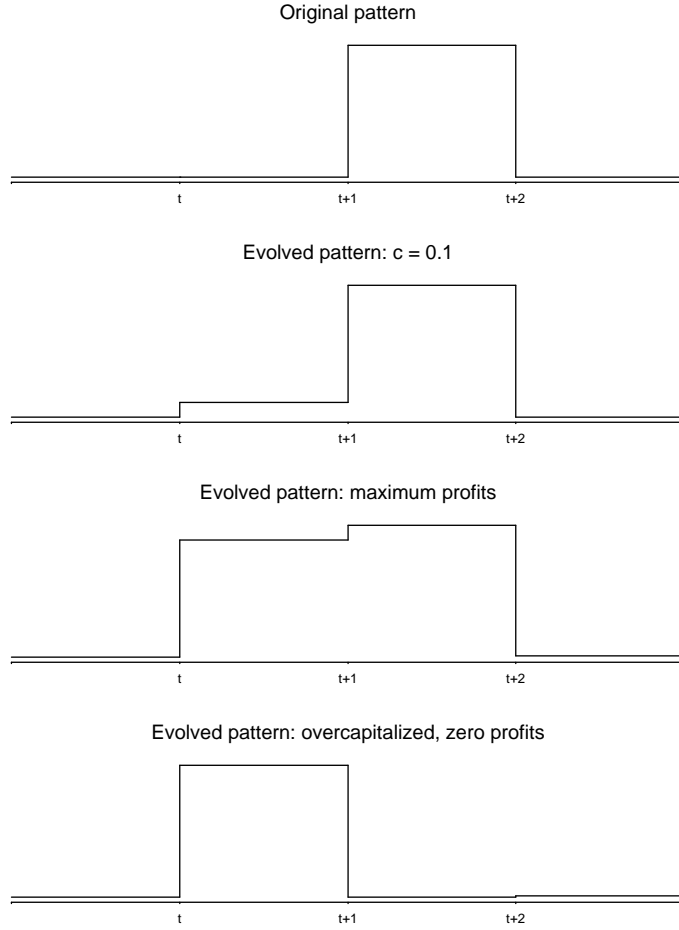 Original pattern
t t+1 t+2
Evolved pattern: c = 0.1
t t+1 t+2
Evolved pattern: maximum profits
t t+1 t+2
Evolved pattern: overcapitalized, zero profits
t t+1 t+2